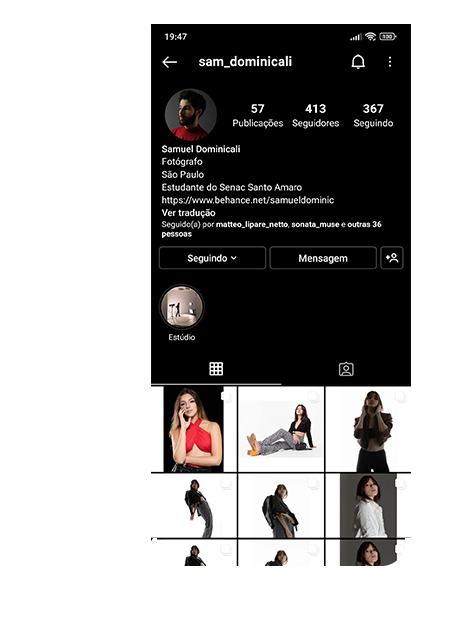 19:47
100
sam_dominicali
57 413 367
Publicações Seguidores Seguindo
Samuel Dominicali
Fotógrafo
São Paulo
Estudante do Senac Santo Amaro
https://www.behance.net/samueldominic
Ver tradução
Seguido(a) por matteo_lipare_netto, sonata_muse e outras 36
pessoas
Seguindo Mensagem
Estúdio